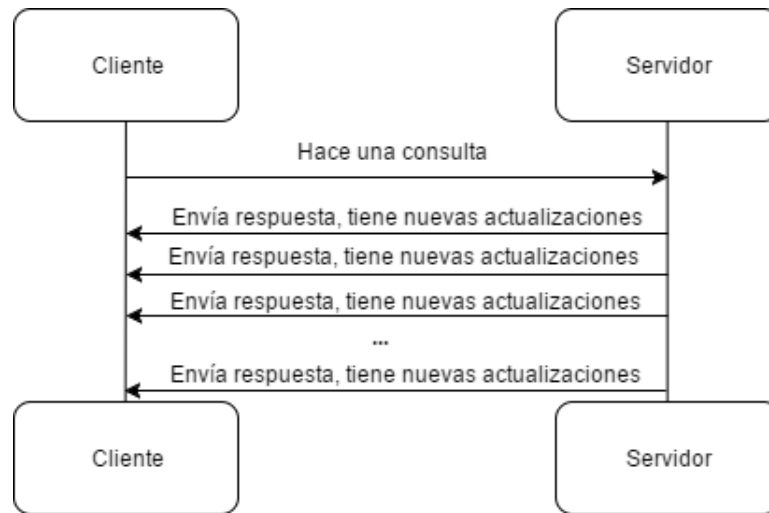 Cliente
Servidor
Hace una consulta
Envía respuesta, tiene nuevas actualizaciones
Envía respuesta, tiene nuevas actualizaciones
Envía respuesta, tiene nuevas actualizaciones
...
Envía respuesta, tiene nuevas actualizaciones
Cliente
Servidor